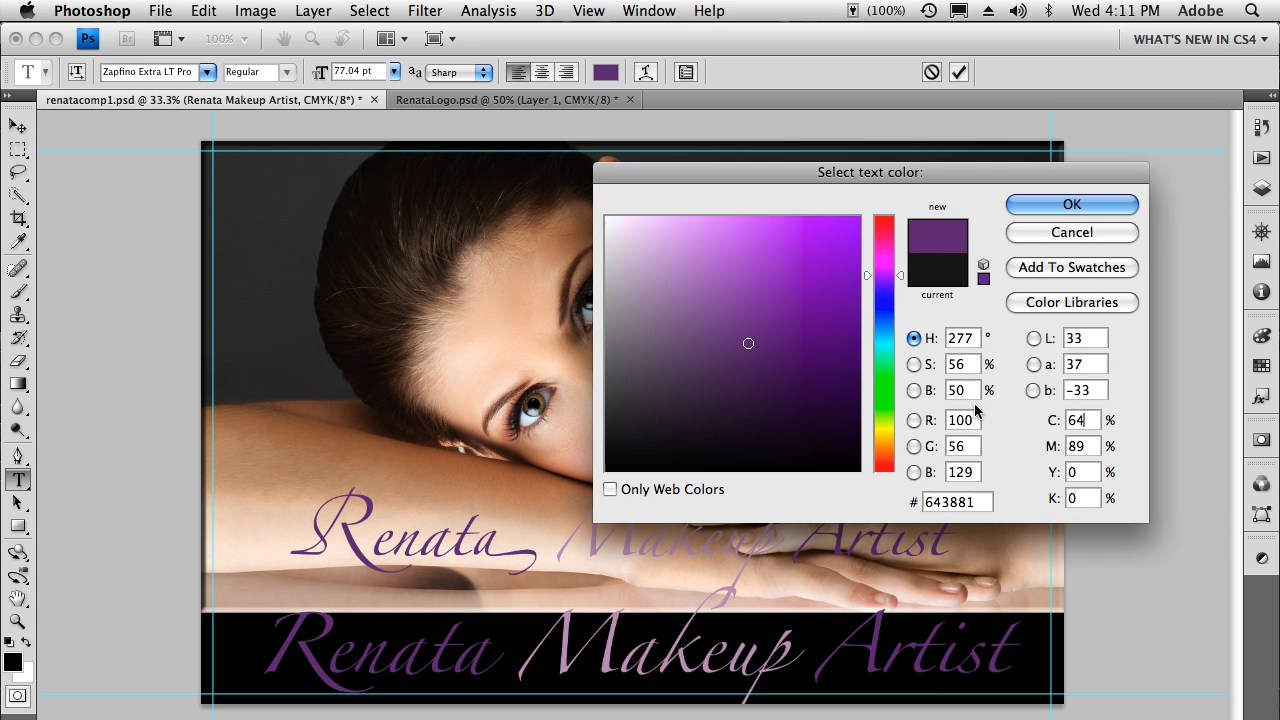 Photoshop File Edit Image Layer Select Filter Analysis 3D View Window Help (100%) Wed 4:11 PM Adobe
Ps Br 100% WHAT'S NEW IN CS4
T T Zapfino Extra LT Pro Regular T 77.04 pt aa Sharp
renatacomp1.psd @ 33.3% (Renata Makeup Artist, CMYK/8*) * RenataLogo.psd @ 50% (Layer 1, CMYK/8) *
Select text color:
new
OK
Cancel
Add To Swatches
current
Color Libraries
H: 277 ° L: 33
S: 56 % a: 37
B: 50 % b: -33
R: 100 C: 64 %
G: 56 M: 89 %
B: 129 Y: 0 %
# 643881 K: 0 %
Only Web Colors
T
Renata Makeup Artist
Renata Makeup Artist